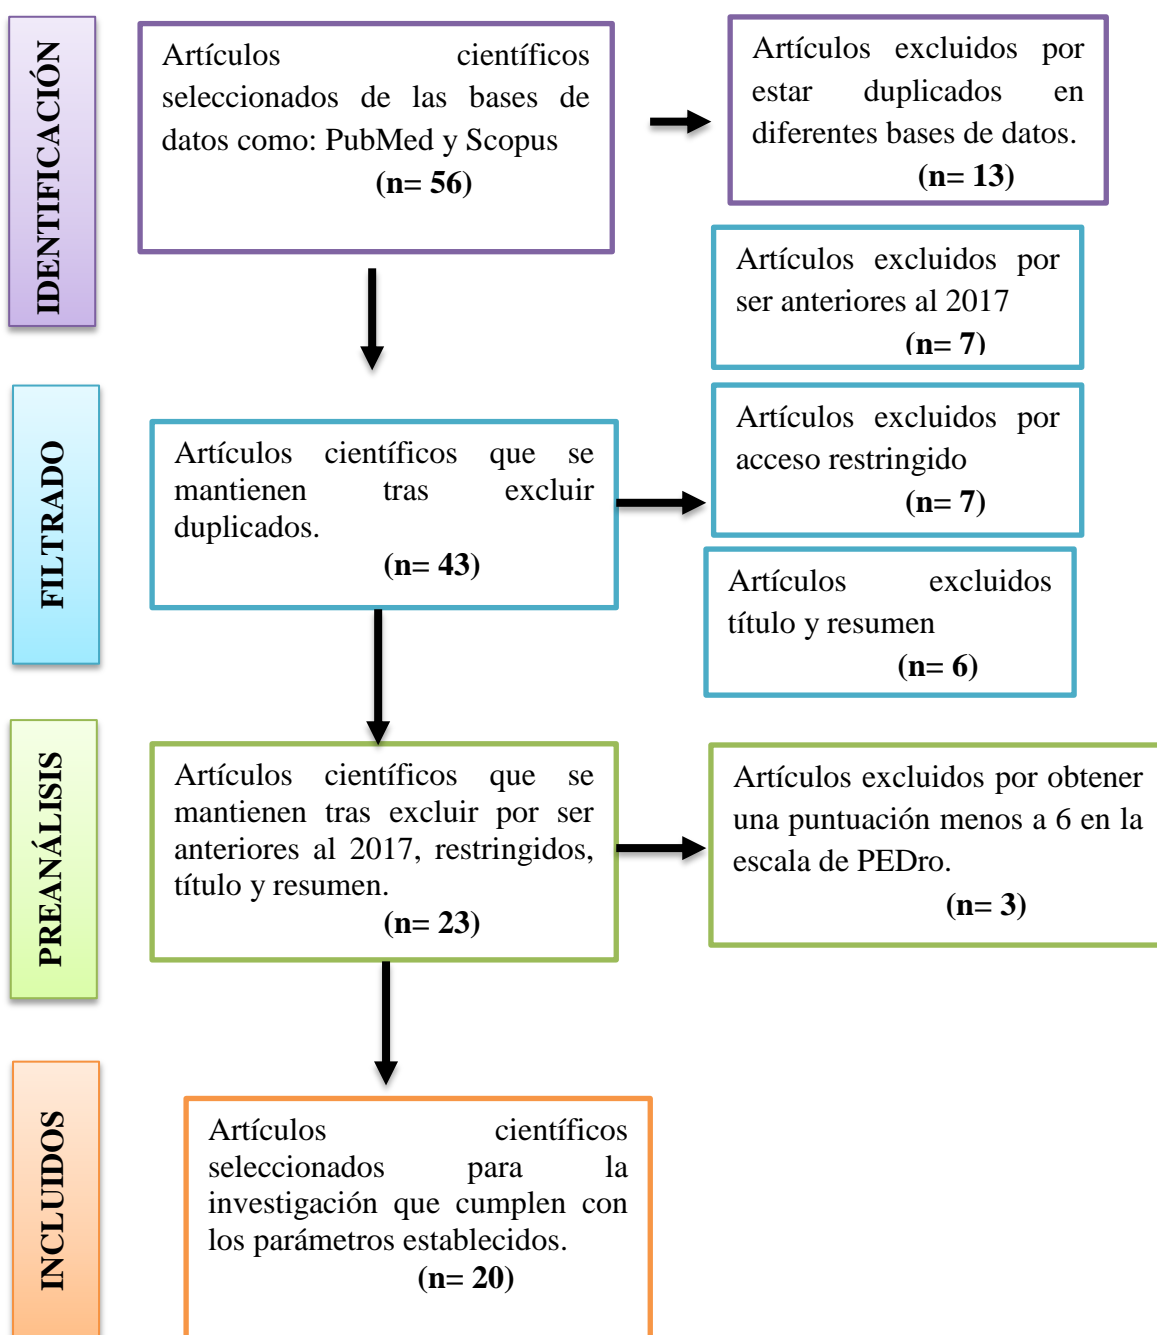 IDENTIFICACIÓN
Artículos científicos
seleccionados de las bases de
datos como: PubMed y Scopus
(n= 56)
Artículos excluidos por
estar duplicados en
diferentes bases de datos.
(n= 13)
Artículos excluidos por
ser anteriores al 2017
(n= 7)
FILTRADO
Artículos científicos que se
mantienen tras excluir
duplicados.
(n= 43)
Artículos excluidos por
acceso restringido
(n= 7)
Artículos excluidos
título y resumen
(n= 6)
PREANÁLISIS
Artículos científicos que se
mantienen tras excluir por ser
anteriores al 2017, restringidos,
título y resumen.
(n= 23)
Artículos excluidos por obtener
una puntuación menos a 6 en la
escala de PEDro.
(n= 3)
INCLUIDOS
Artículos científicos
seleccionados para la
investigación que cumplen con
los parámetros establecidos.
(n= 20)